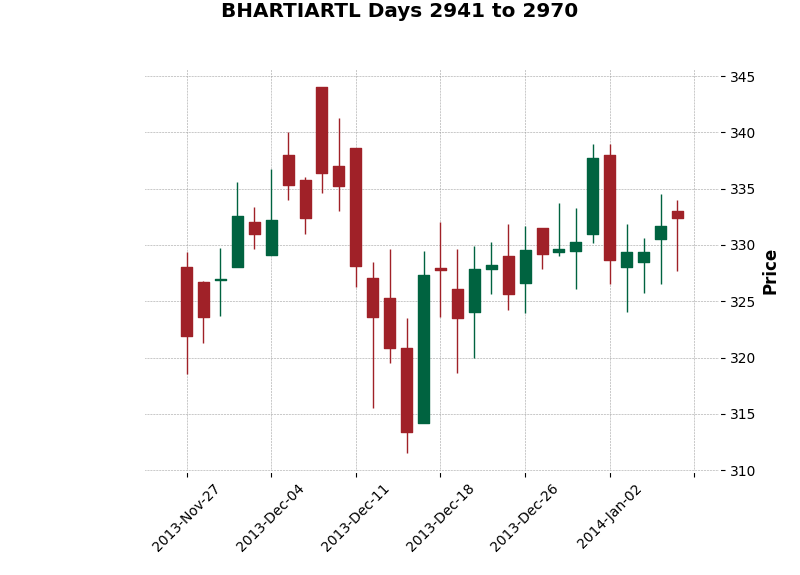 BHARTIARTL Days 2941 to 2970
345
340
335
330
325
320
315
310
Price
2013-Nov-27
2013-Dec-04
2013-Dec-11
2013-Dec-18
2013-Dec-26
2014-Jan-02